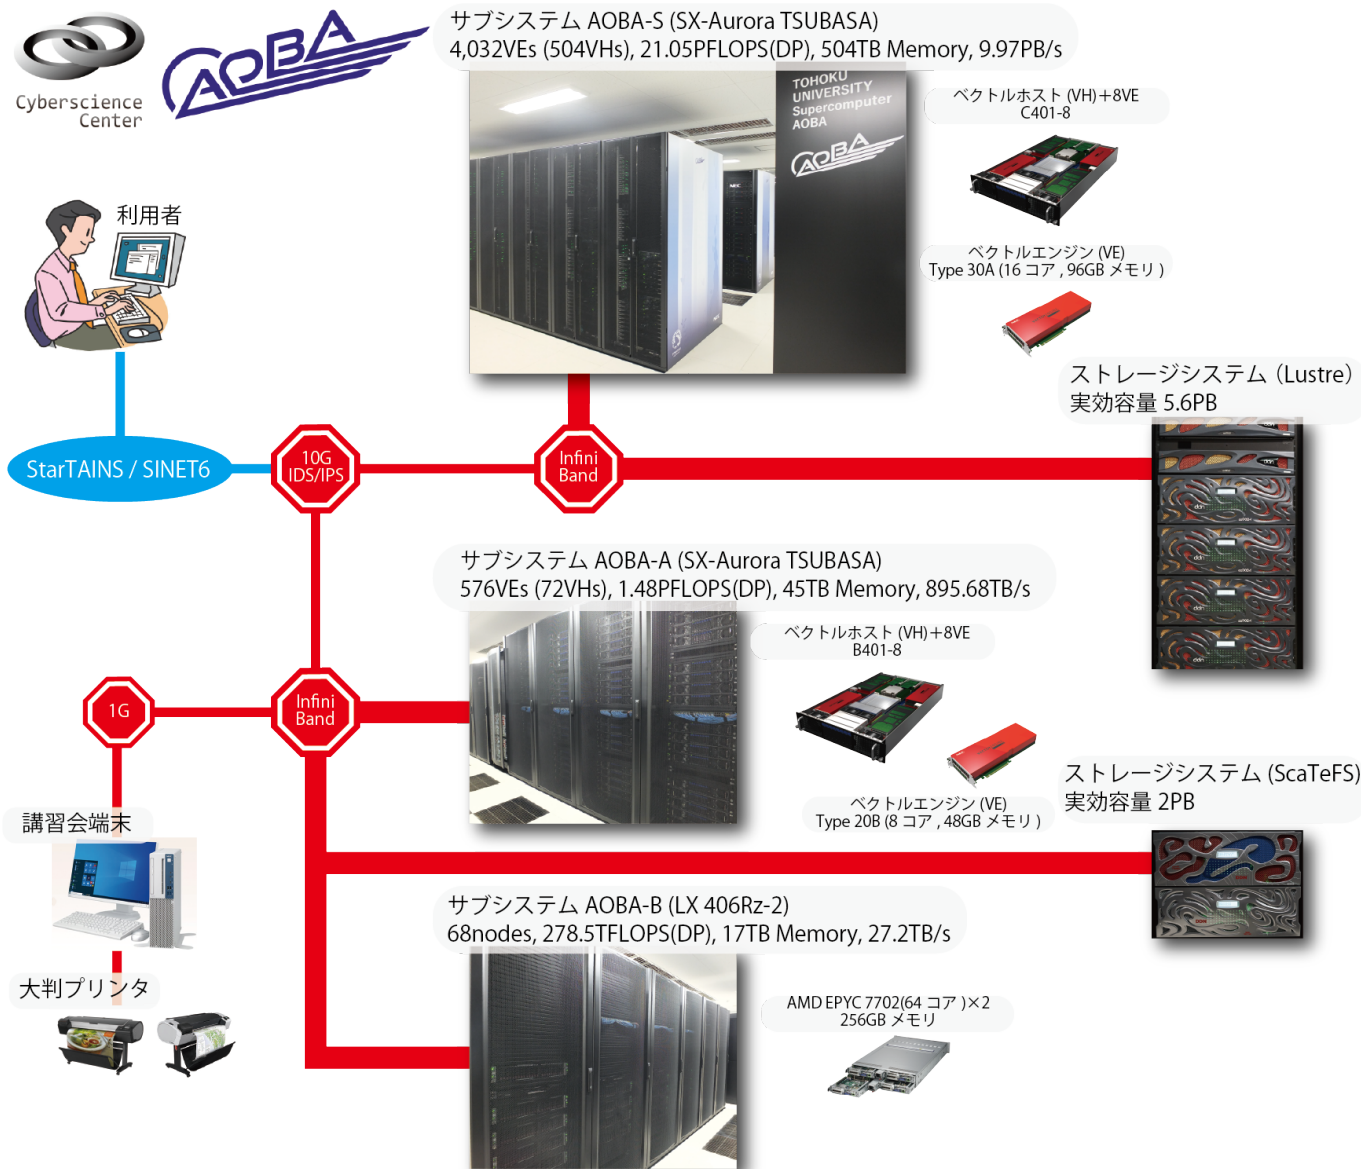 Cyberscience
Center
AOBA
サブシステム AOBA-S (SX-Aurora TSUBASA)
4,032VEs (504VHs), 21.05PFLOPS(DP), 504TB Memory, 9.97PB/s
TOHOKU
UNIVERSITY
Supercomputer
AOBA
AOBA
NEC
ベクトルホスト (VH)＋8VE
C401-8
ベクトルエンジン (VE)
Type 30A (16 コア , 96GB メモリ )
利用者
StarTAINS / SINET6
10G
IDS/IPS
Infini
Band
ストレージシステム（Lustre）
実効容量 5.6PB
サブシステム AOBA-A (SX-Aurora TSUBASA)
576VEs (72VHs), 1.48PFLOPS(DP), 45TB Memory, 895.68TB/s
ベクトルホスト (VH)＋8VE
B401-8
ベクトルエンジン (VE)
Type 20B (8 コア , 48GB メモリ )
Infini
Band
1G
講習会端末
大判プリンタ
ストレージシステム (ScaTeFS)
実効容量 2PB
サブシステム AOBA-B (LX 406Rz-2)
68nodes, 278.5TFLOPS(DP), 17TB Memory, 27.2TB/s
AMD EPYC 7702(64 コア )×2
256GB メモリ